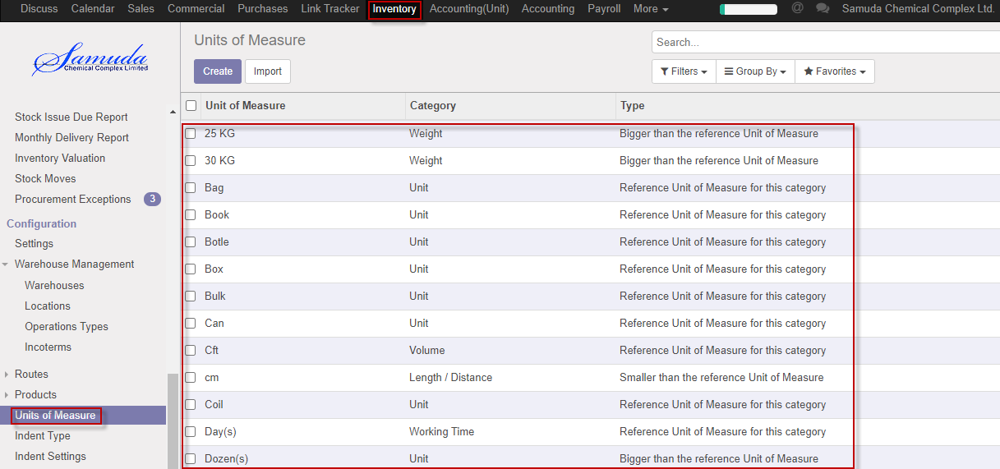 Discuss Calendar Sales Commercial Purchases Link Tracker Inventory Accounting(Unit) Accounting Payroll More @ Samuda Chemical Complex Ltd.
Samuda
Chemical Complex Limited
Stock Issue Due Report
Monthly Delivery Report
Inventory Valuation
Stock Moves
Procurement Exceptions 3
Configuration
Settings
Warehouse Management
Warehouses
Locations
Operations Types
Incoterms
Routes
Products
Units of Measure
Indent Type
Indent Settings
Units of Measure
Search...
Create Import
Filters Group By Favorites
Unit of Measure Category Type
25 KG Weight Bigger than the reference Unit of Measure
30 KG Weight Bigger than the reference Unit of Measure
Bag Unit Reference Unit of Measure for this category
Book Unit Reference Unit of Measure for this category
Botle Unit Reference Unit of Measure for this category
Box Unit Reference Unit of Measure for this category
Bulk Unit Reference Unit of Measure for this category
Can Unit Reference Unit of Measure for this category
Cft Volume Reference Unit of Measure for this category
cm Length / Distance Smaller than the reference Unit of Measure
Coil Unit Reference Unit of Measure for this category
Day(s) Working Time Reference Unit of Measure for this category
Dozen(s) Unit Bigger than the reference Unit of Measure